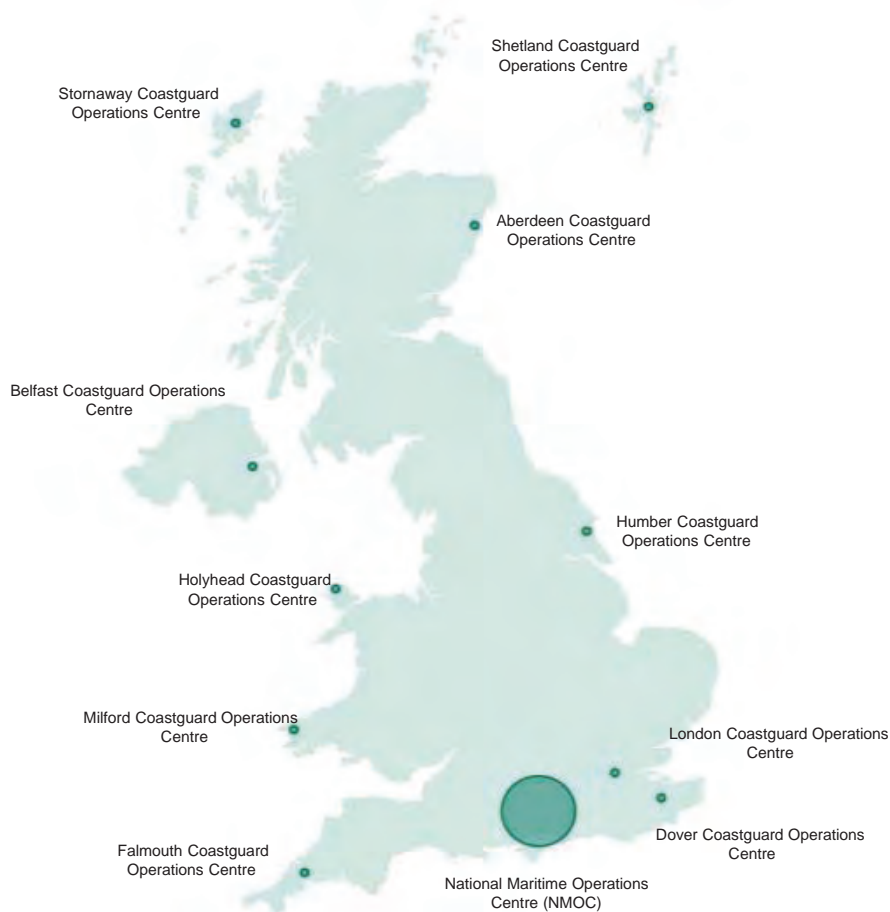 Shetland Coastguard
Operations Centre
Stornaway Coastguard
Operations Centre
Aberdeen Coastguard
Operations Centre
Belfast Coastguard Operations
Centre
Humber Coastguard
Operations Centre
Holyhead Coastguard
Operations Centre
Milford Coastguard Operations
Centre
London Coastguard Operations
Centre
Dover Coastguard Operations
Centre
Falmouth Coastguard
Operations Centre
National Maritime Operations
Centre (NMOC)